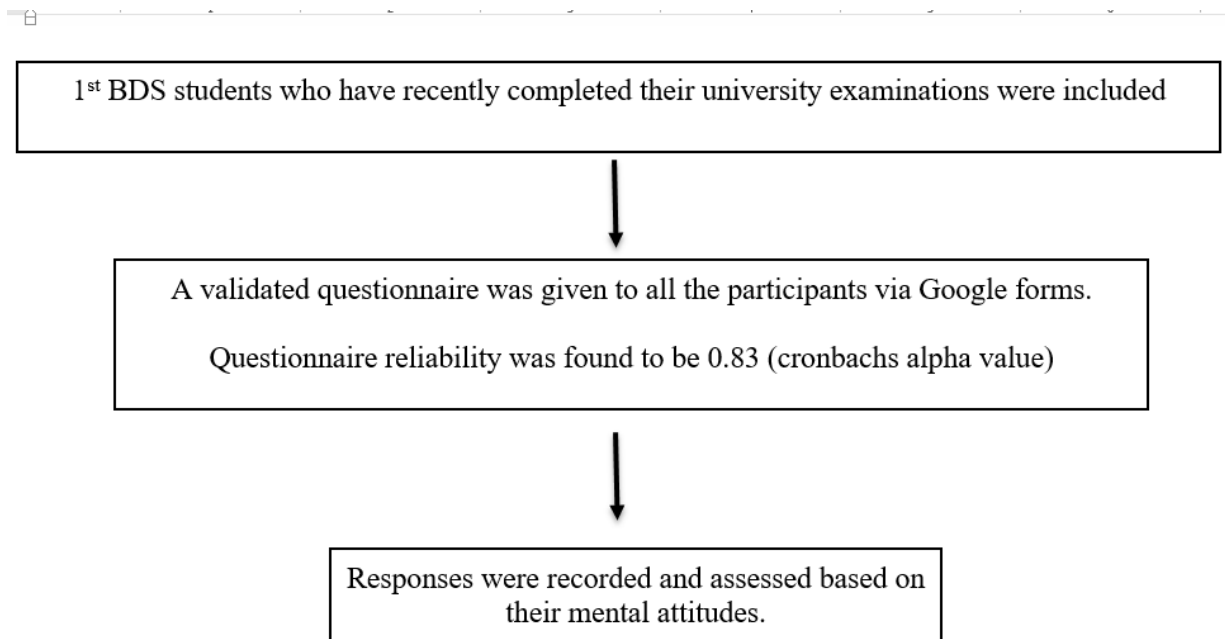 1st BDS students who have recently completed their university examinations were included
A validated questionnaire was given to all the participants via Google forms.
Questionnaire reliability was found to be 0.83 (cronbachs alpha value)
Responses were recorded and assessed based on
their mental attitudes.